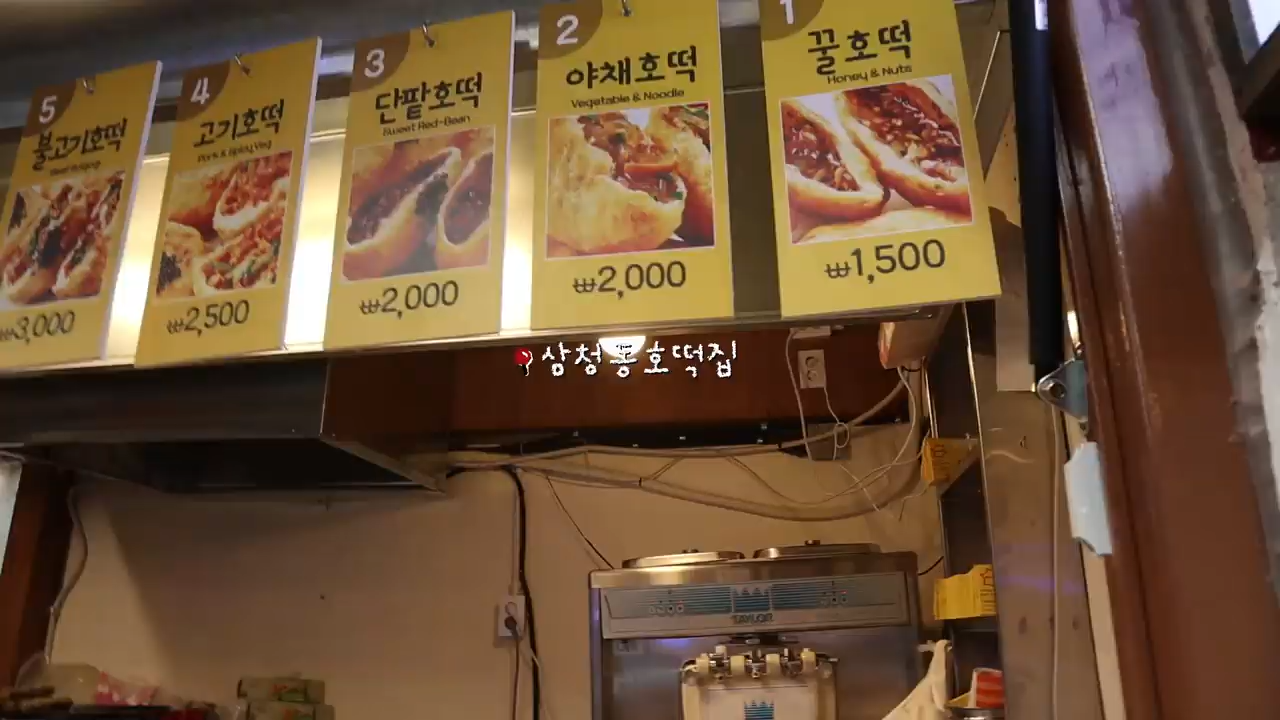 5
불고기호떡
₩3,000
4
고기호떡
Pork & Spicy Veg
₩2,500
3
단팥호떡
Sweet Red-Bean
₩2,000
2
야채호떡
Vegetable & Noodle
₩2,000
1
꿀호떡
Honey & Nuts
₩1,500
삼청동호떡집
TAYLOR